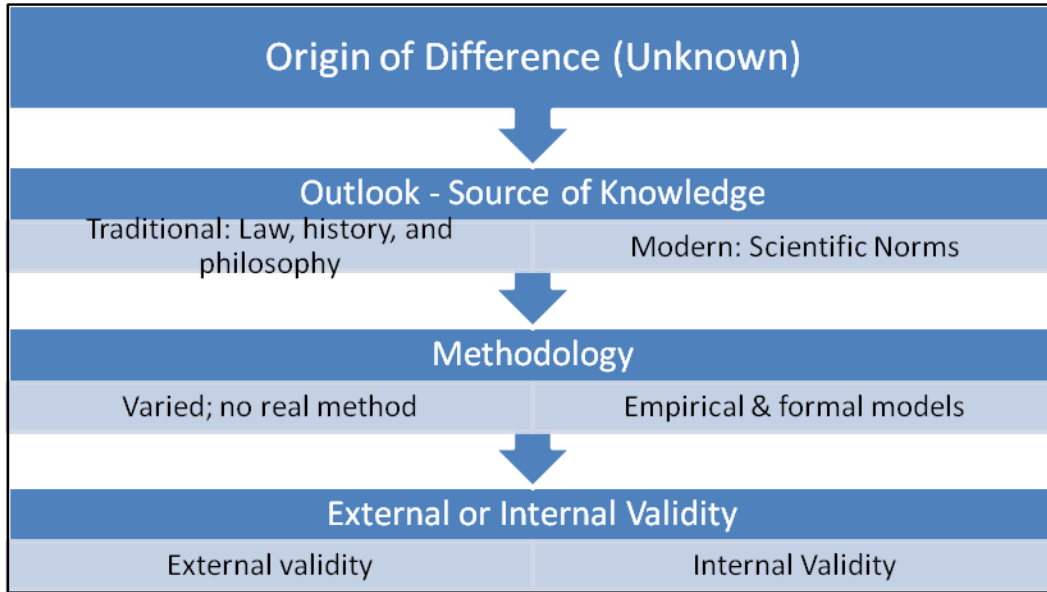 Origin of Difference (Unknown)
Outlook - Source of Knowledge
Traditional: Law, history, and
philosophy
Modern: Scientific Norms
Methodology
Varied; no real method
Empirical & formal models
External or Internal Validity
External validity
Internal Validity